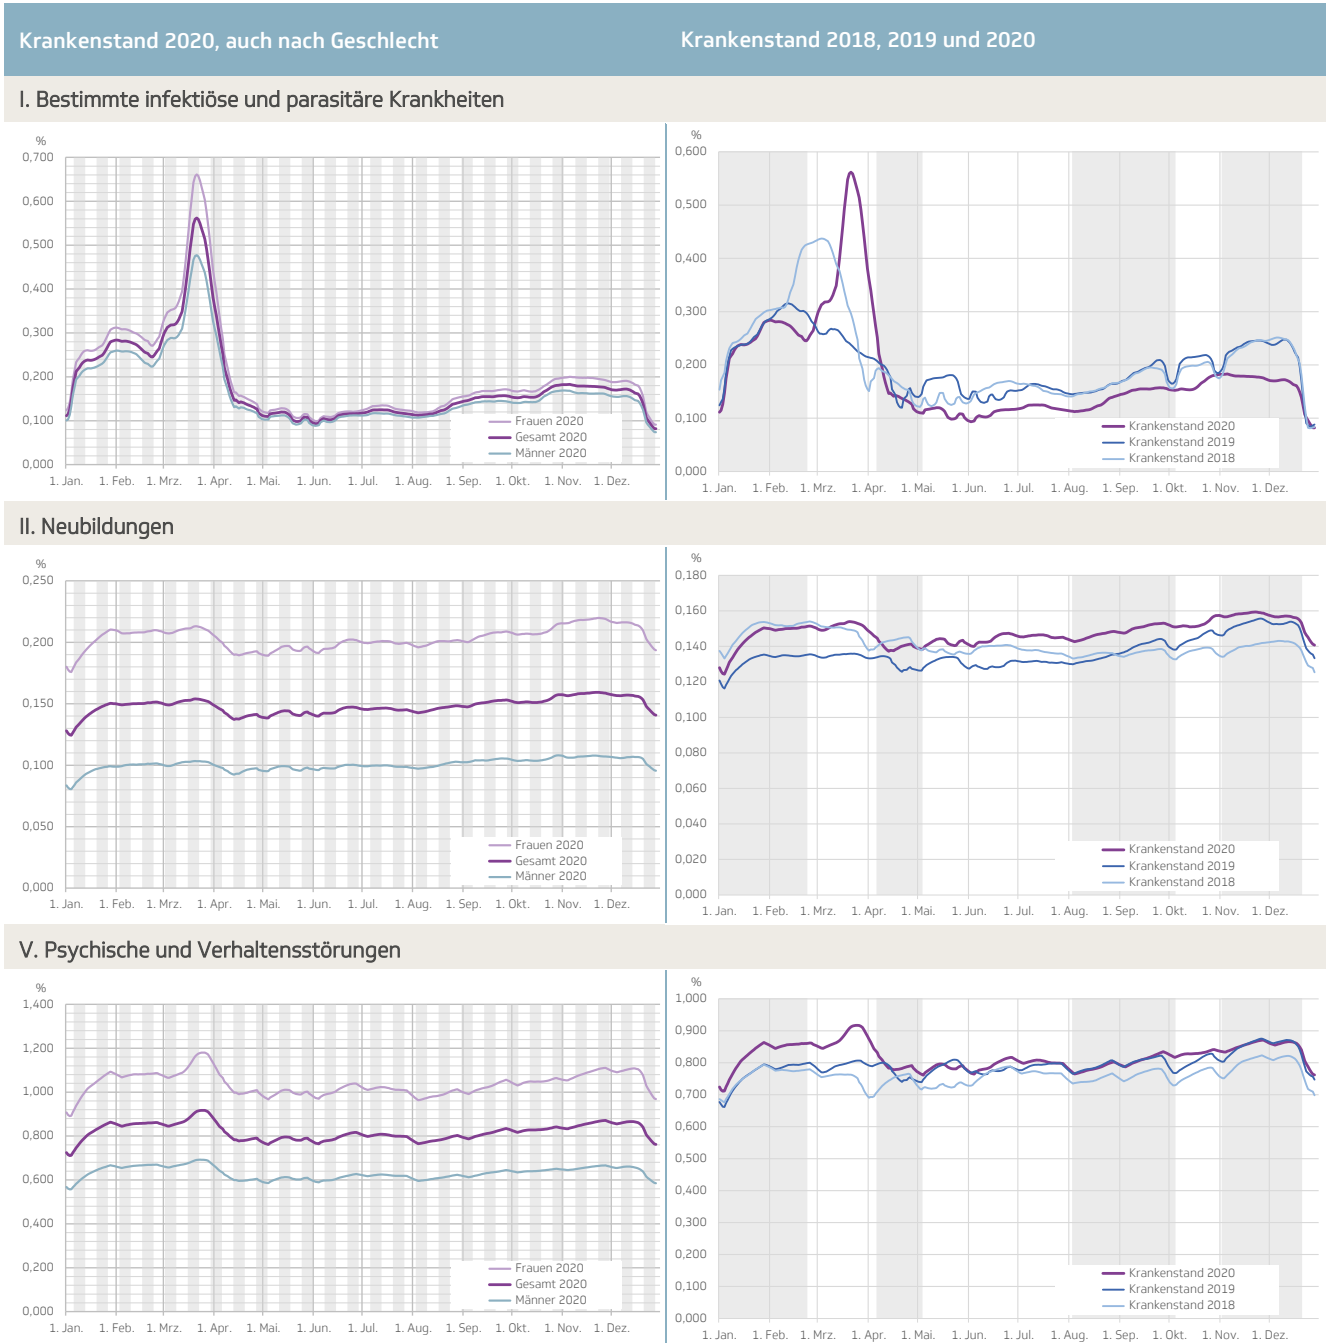 Krankenstand 2020, auch nach Geschlecht
Krankenstand 2018, 2019 und 2020
I. Bestimmte infektiöse und parasitäre Krankheiten
%
0,700
0,600
0,500
0,400
0,300
0,200
0,100
0,000
Frauen 2020
Gesamt 2020
Männer 2020
1. Jan. 1. Feb. 1. Mrz. 1. Apr. 1. Mai. 1. Jun. 1. Jul. 1. Aug. 1. Sep. 1. Okt. 1. Nov. 1. Dez.
%
0,600
0,500
0,400
0,300
0,200
0,100
0,000
Krankenstand 2020
Krankenstand 2019
Krankenstand 2018
1. Jan. 1. Feb. 1. Mrz. 1. Apr. 1. Mai. 1. Jun. 1. Jul. 1. Aug. 1. Sep. 1. Okt. 1. Nov. 1. Dez.
II. Neubildungen
%
0,250
0,200
0,150
0,100
0,050
0,000
Frauen 2020
Gesamt 2020
Männer 2020
1. Jan. 1. Feb. 1. Mrz. 1. Apr. 1. Mai. 1. Jun. 1. Jul. 1. Aug. 1. Sep. 1. Okt. 1. Nov. 1. Dez.
%
0,180
0,160
0,140
0,120
0,100
0,080
0,060
0,040
0,020
0,000
Krankenstand 2020
Krankenstand 2019
Krankenstand 2018
1. Jan. 1. Feb. 1. Mrz. 1. Apr. 1. Mai. 1. Jun. 1. Jul. 1. Aug. 1. Sep. 1. Okt. 1. Nov. 1. Dez.
V. Psychische und Verhaltensstörungen
%
1,400
1,200
1,000
0,800
0,600
0,400
0,200
0,000
Frauen 2020
Gesamt 2020
Männer 2020
1. Jan. 1. Feb. 1. Mrz. 1. Apr. 1. Mai. 1. Jun. 1. Jul. 1. Aug. 1. Sep. 1. Okt. 1. Nov. 1. Dez.
%
1,000
0,900
0,800
0,700
0,600
0,500
0,400
0,300
0,200
0,100
0,000
Krankenstand 2020
Krankenstand 2019
Krankenstand 2018
1. Jan. 1. Feb. 1. Mrz. 1. Apr. 1. Mai. 1. Jun. 1. Jul. 1. Aug. 1. Sep. 1. Okt. 1. Nov. 1. Dez.